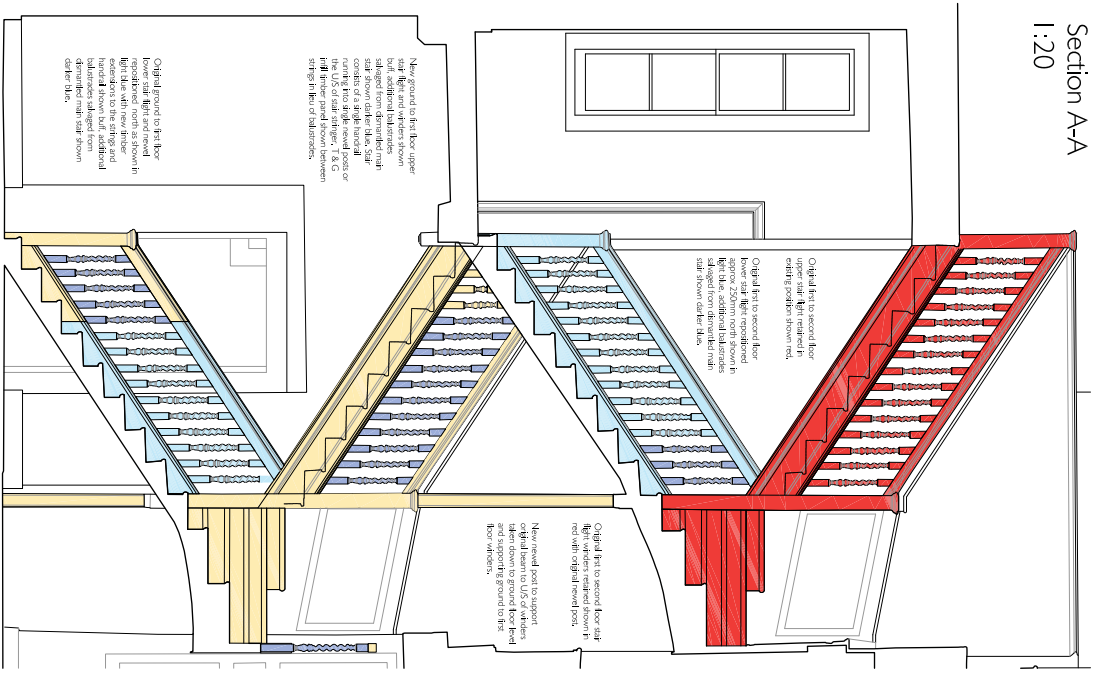 Section A-A
1:20
Original first to second floor
upper stair flight retained in
existing position shown red.
Original first to second floor
lower stair flight repositioned
approx 250mm north shown in
light blue, additional balustrades
salvaged from dismantled main
stair shown darker blue.
Original first to second floor stair
flight winders retained shown in
red with original newel post.
New newel post to support
original beam to U/S of winders
taken down to ground floor level
and supporting ground to first
floor winders.
New ground to first floor upper
stair flight and winders shown
buff, additional balustrades
salvaged from dismantled main
stair shown darker blue. Stair
consists of a single handrail
running into single newel posts or
the U/S of stair stringer. T & G
infill timber panel shown between
strings in lieu of balustrades.
Original ground to first floor
lower stair flight and newel
repositioned north as shown in
light blue with new timber
extensions to the strings and
handrail shown buff, additional
balustrades salvaged from
dismantled main stair shown
darker blue.